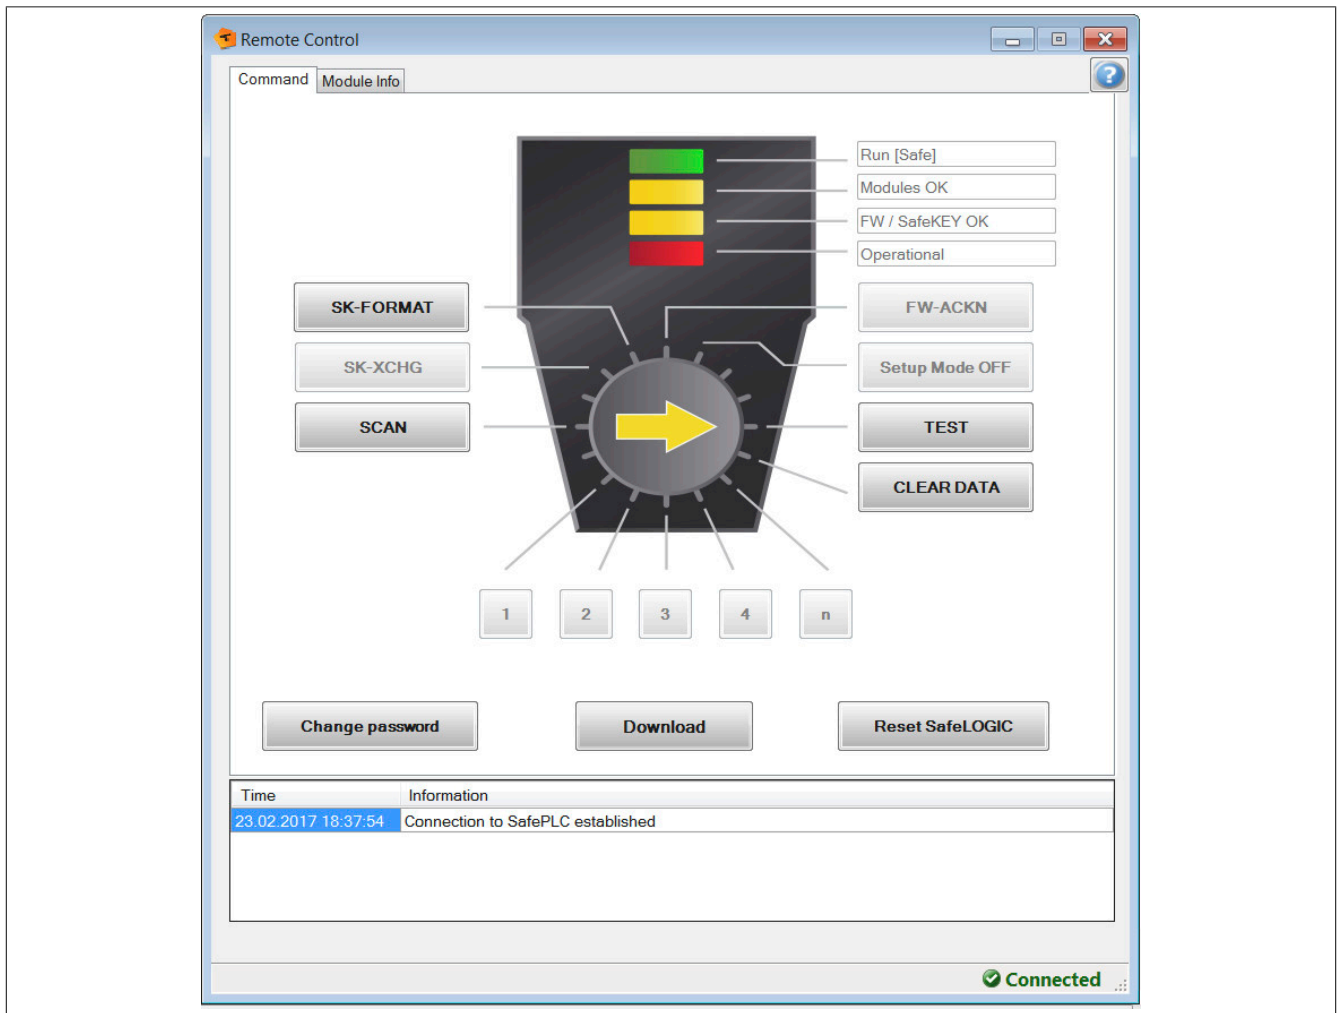 Remote Control
Command
Module Info
Run [Safe]
Modules OK
FW / SafeKEY OK
Operational
SK-FORMAT
FW-ACKN
SK-XCHG
Setup Mode OFF
SCAN
TEST
CLEAR DATA
1
2
3
4
n
Change password
Download
Reset SafeLOGIC
Time Information
23.02.2017 18:37:54 Connection to SafePLC established
Connected